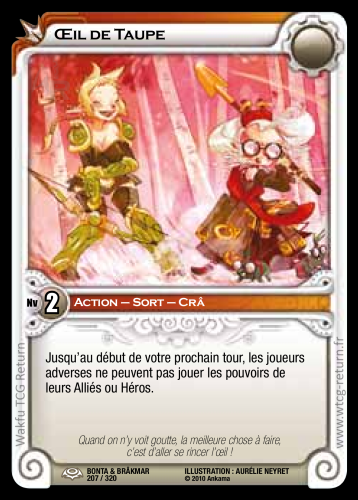 Œil de Taupe
Nv 2 Action – Sort – Crâ
Jusqu'au début de votre prochain tour, les joueurs
adverses ne peuvent pas jouer les pouvoirs de
leurs Alliés ou Héros.
Quand on n'y voit goutte, la meilleure chose à faire,
c'est d'aller se rincer l'œil !
BONTA & BRÂKMAR
207 / 320
ILLUSTRATION : AURÉLIE NEYRET
© 2010 Ankama
Wakfu TCG Return
www.wtcg-return.fr